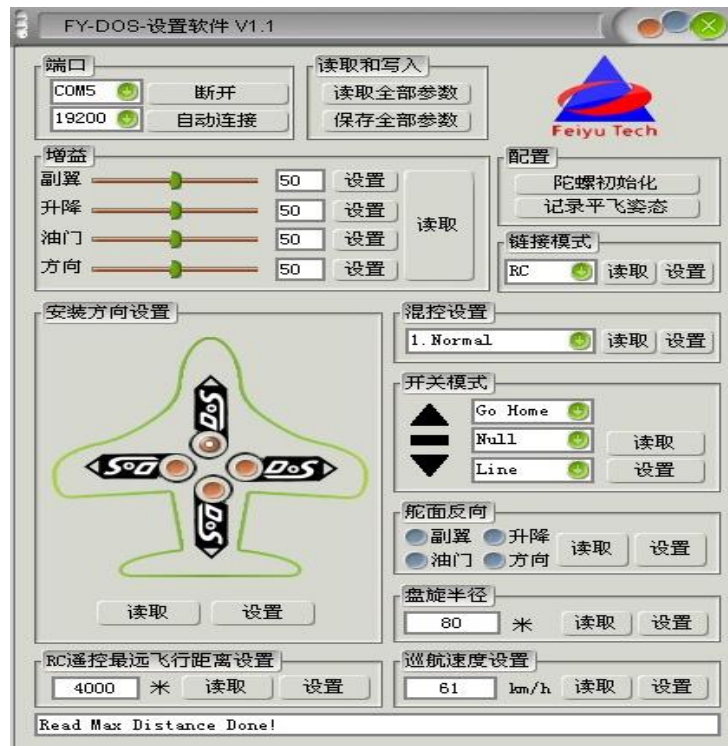 FY-DOS-设置软件 V1.1
端口
COM5 断开
19200 自动连接
读取和写入
读取全部参数
保存全部参数
Feiyu Tech
增益
副翼 50 设置
升降 50 设置
油门 50 设置
方向 50 设置
读取
配置
陀螺初始化
记录平飞姿态
链接模式
RC 读取 设置
安装方向设置
DoS
DoS
DoS
DoS
读取 设置
混控设置
1.Normal 读取 设置
开关模式
Go Home
Null 读取
Line 设置
舵面反向
副翼 升降
油门 方向
读取 设置
盘旋半径
80 米 读取 设置
RC遥控最远飞行距离设置
4000 米 读取 设置
巡航速度设置
61 km/h 读取 设置
Read Max Distance Done!